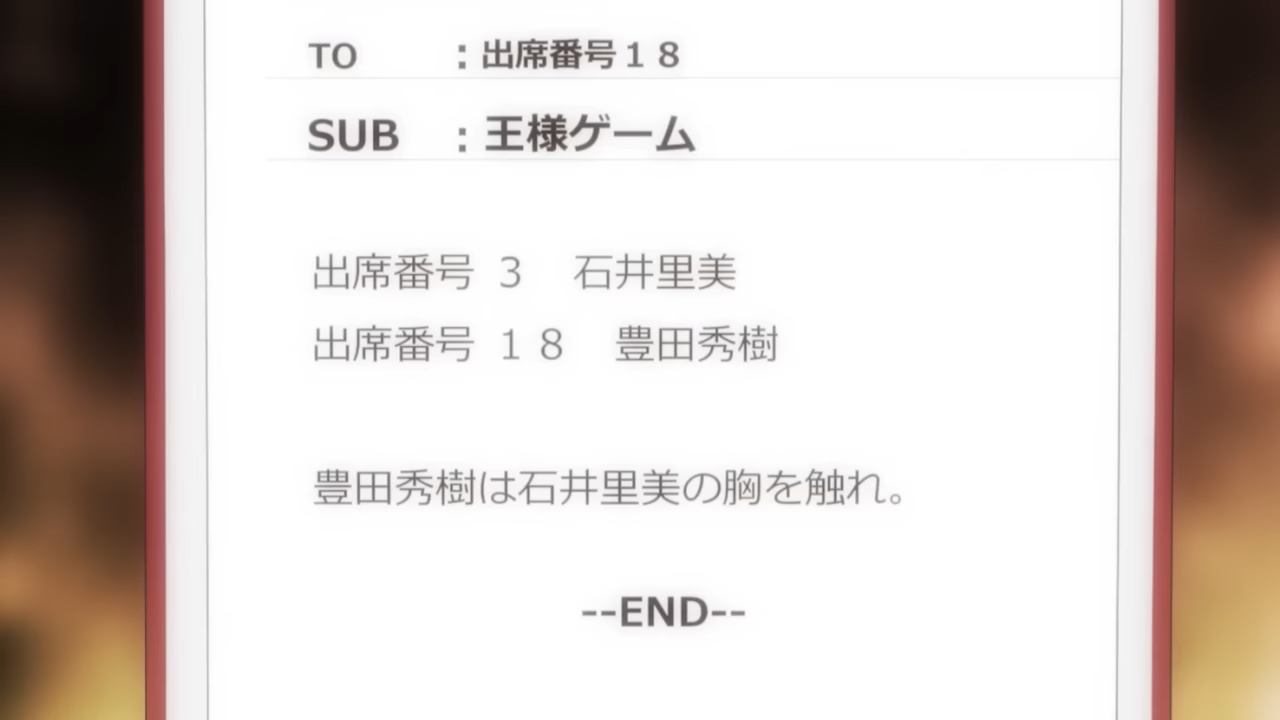 TO : 出席番号１８
SUB : 王様ゲーム
出席番号 ３ 石井里美
出席番号 １８ 豊田秀樹
豊田秀樹は石井里美の胸を触れ。
--END--